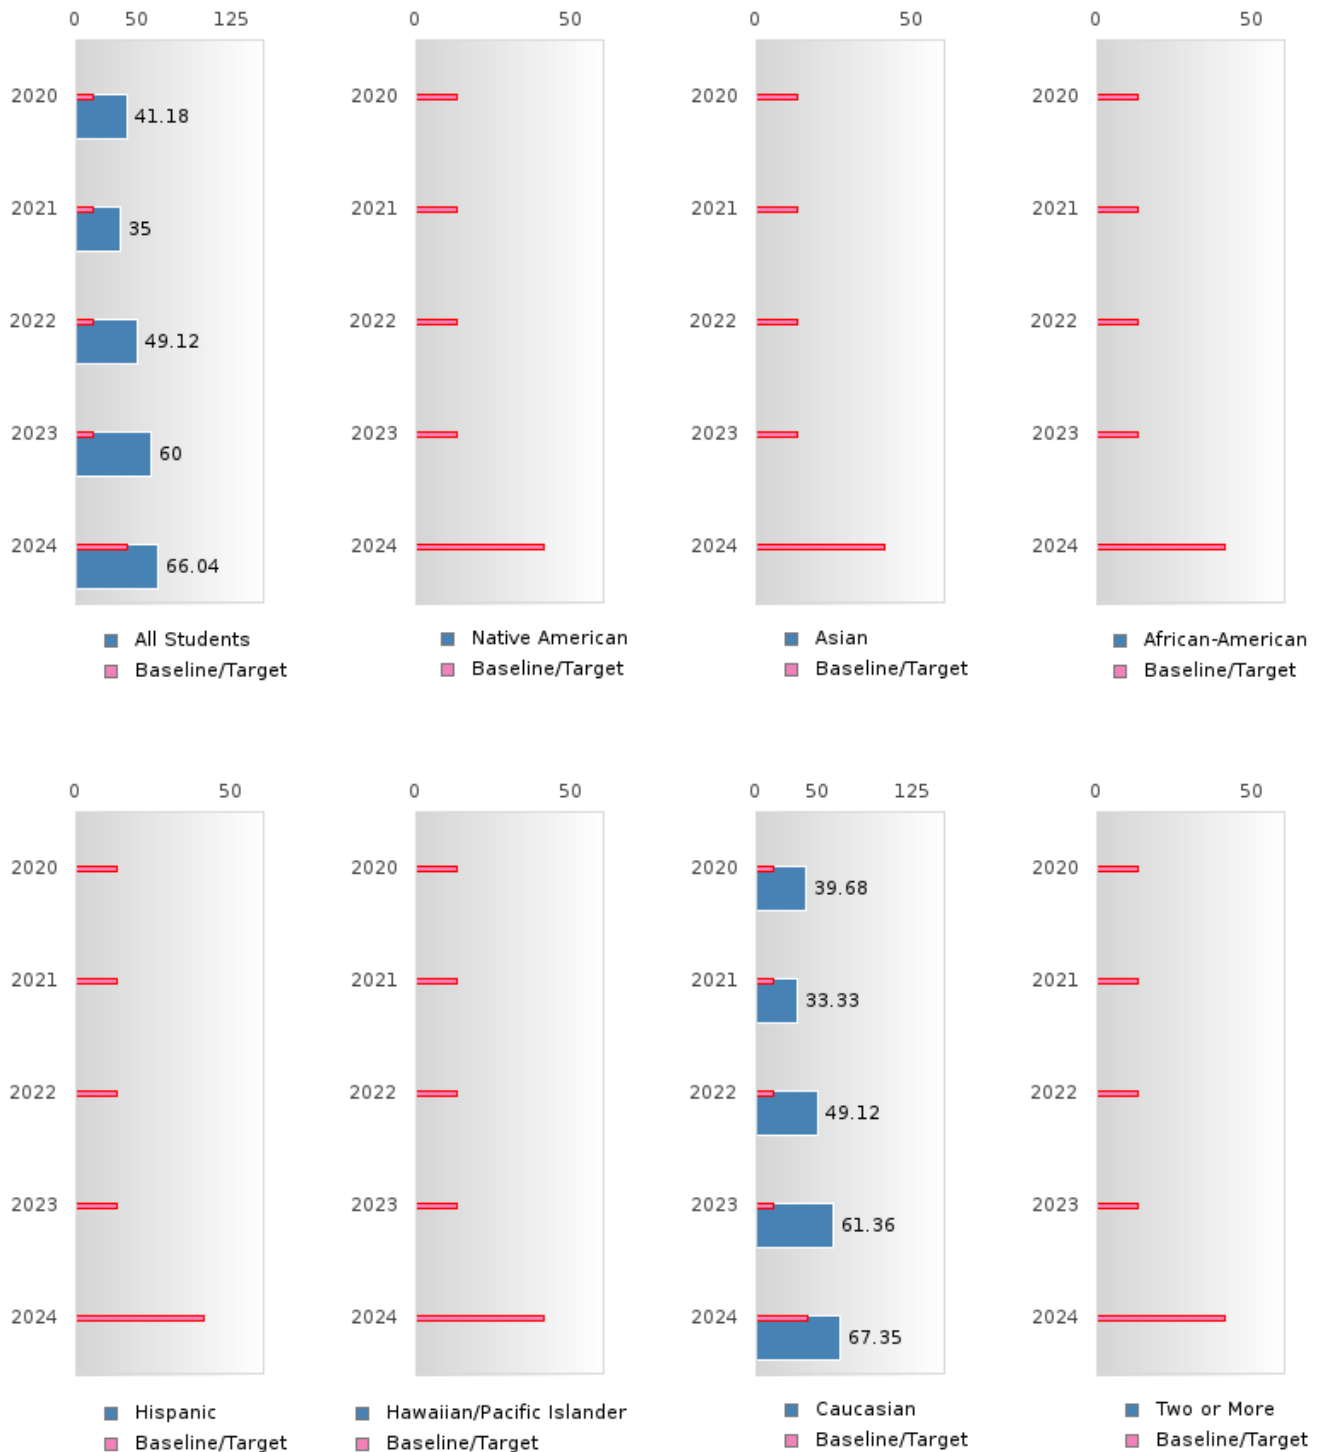 0 50 125
2020 41.18
2021 35
2022 49.12
2023 60
2024 66.04
All Students
Baseline/Target
0 50
2020
2021
2022
2023
2024
Native American
Baseline/Target
0 50
2020
2021
2022
2023
2024
Asian
Baseline/Target
0 50
2020
2021
2022
2023
2024
African-American
Baseline/Target
0 50
2020
2021
2022
2023
2024
Hispanic
Baseline/Target
0 50
2020
2021
2022
2023
2024
Hawaiian/Pacific Islander
Baseline/Target
0 50 125
2020 39.68
2021 33.33
2022 49.12
2023 61.36
2024 67.35
Caucasian
Baseline/Target
0 50
2020
2021
2022
2023
2024
Two or More
Baseline/Target